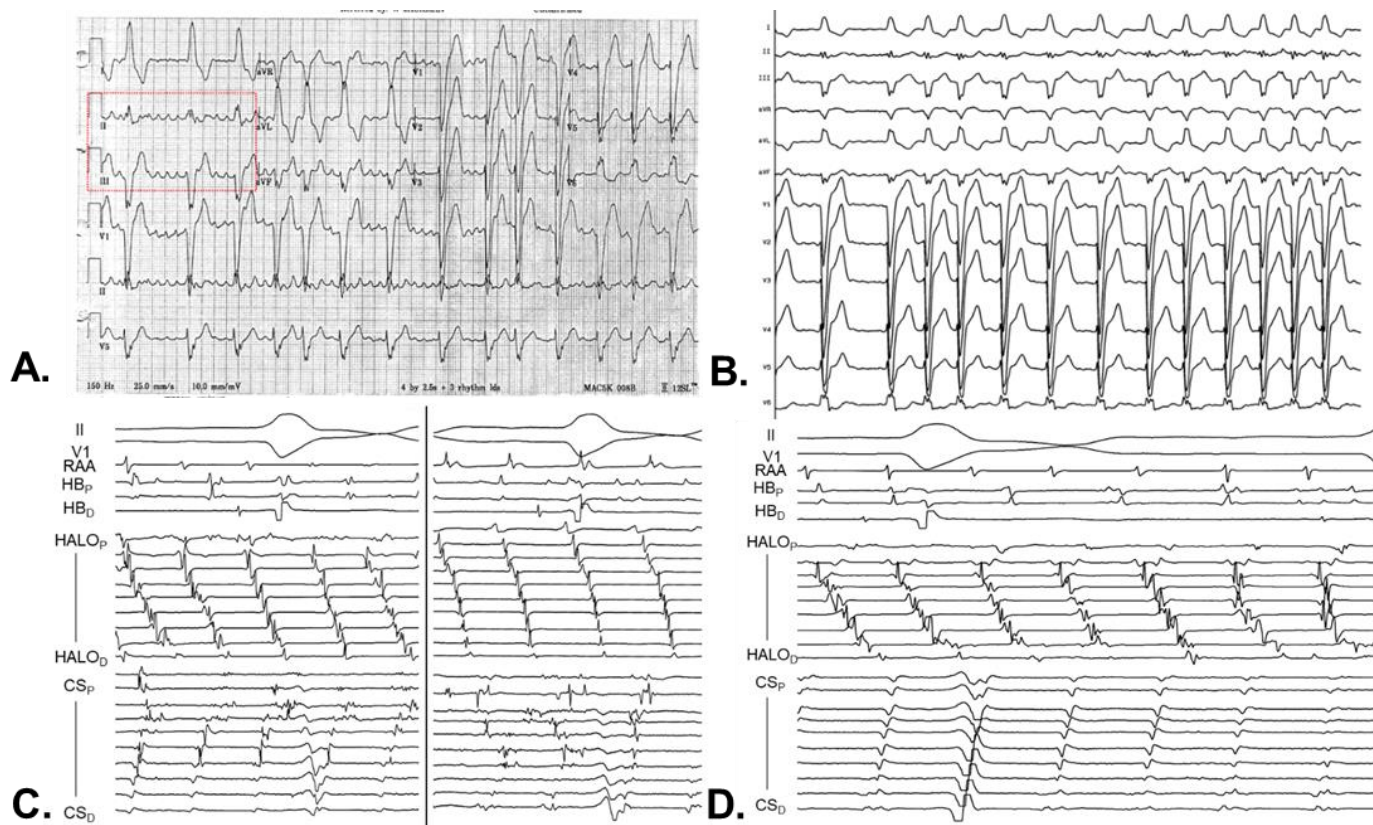 I
aVR
V1
V4
II
aVL
V2
V5
III
aVF
V3
V6
V1
II
V5
150 Hz 25.0 mm/s 10.0 mm/mV 4 by 2.5s + 3 rhythm lds MAC5K 008B 12SL™
A.
I
II
III
aVR
aVL
aVF
V1
V2
V3
V4
V5
V6
B.
II
V1
RAA
HBP
HBD
HALOP
HALOD
CSP
CSD
C.
II
V1
RAA
HBP
HBD
HALOP
HALOD
CSP
CSD
D.